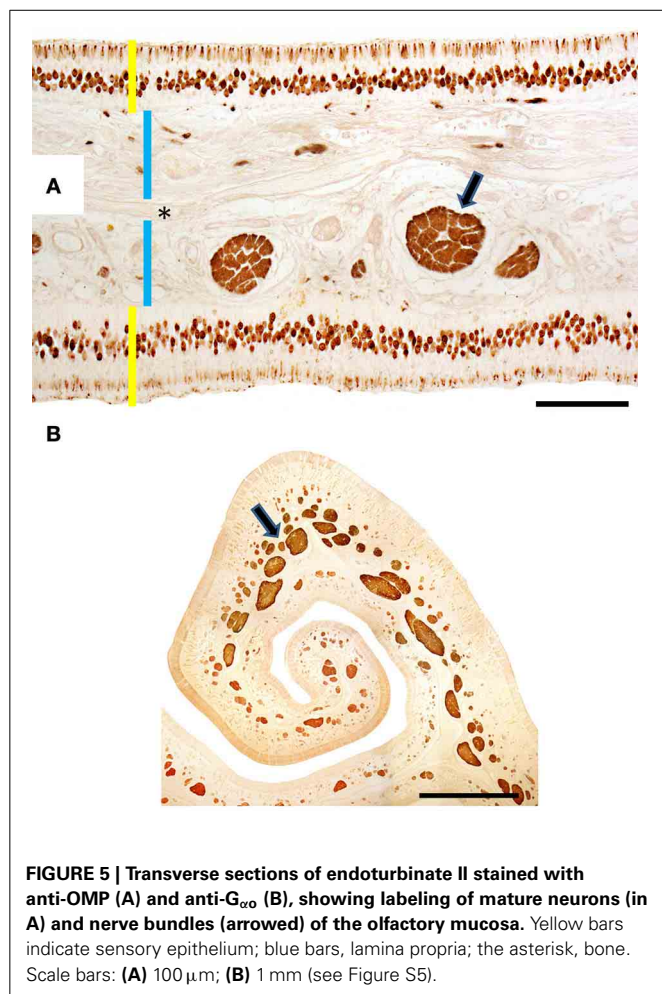 A
*
B
FIGURE 5 | Transverse sections of endoturbinate II stained with
anti-OMP (A) and anti-Gαo (B), showing labeling of mature neurons (in
A) and nerve bundles (arrowed) of the olfactory mucosa. Yellow bars
indicate sensory epithelium; blue bars, lamina propria; the asterisk, bone.
Scale bars: (A) 100 μm; (B) 1 mm (see Figure S5).